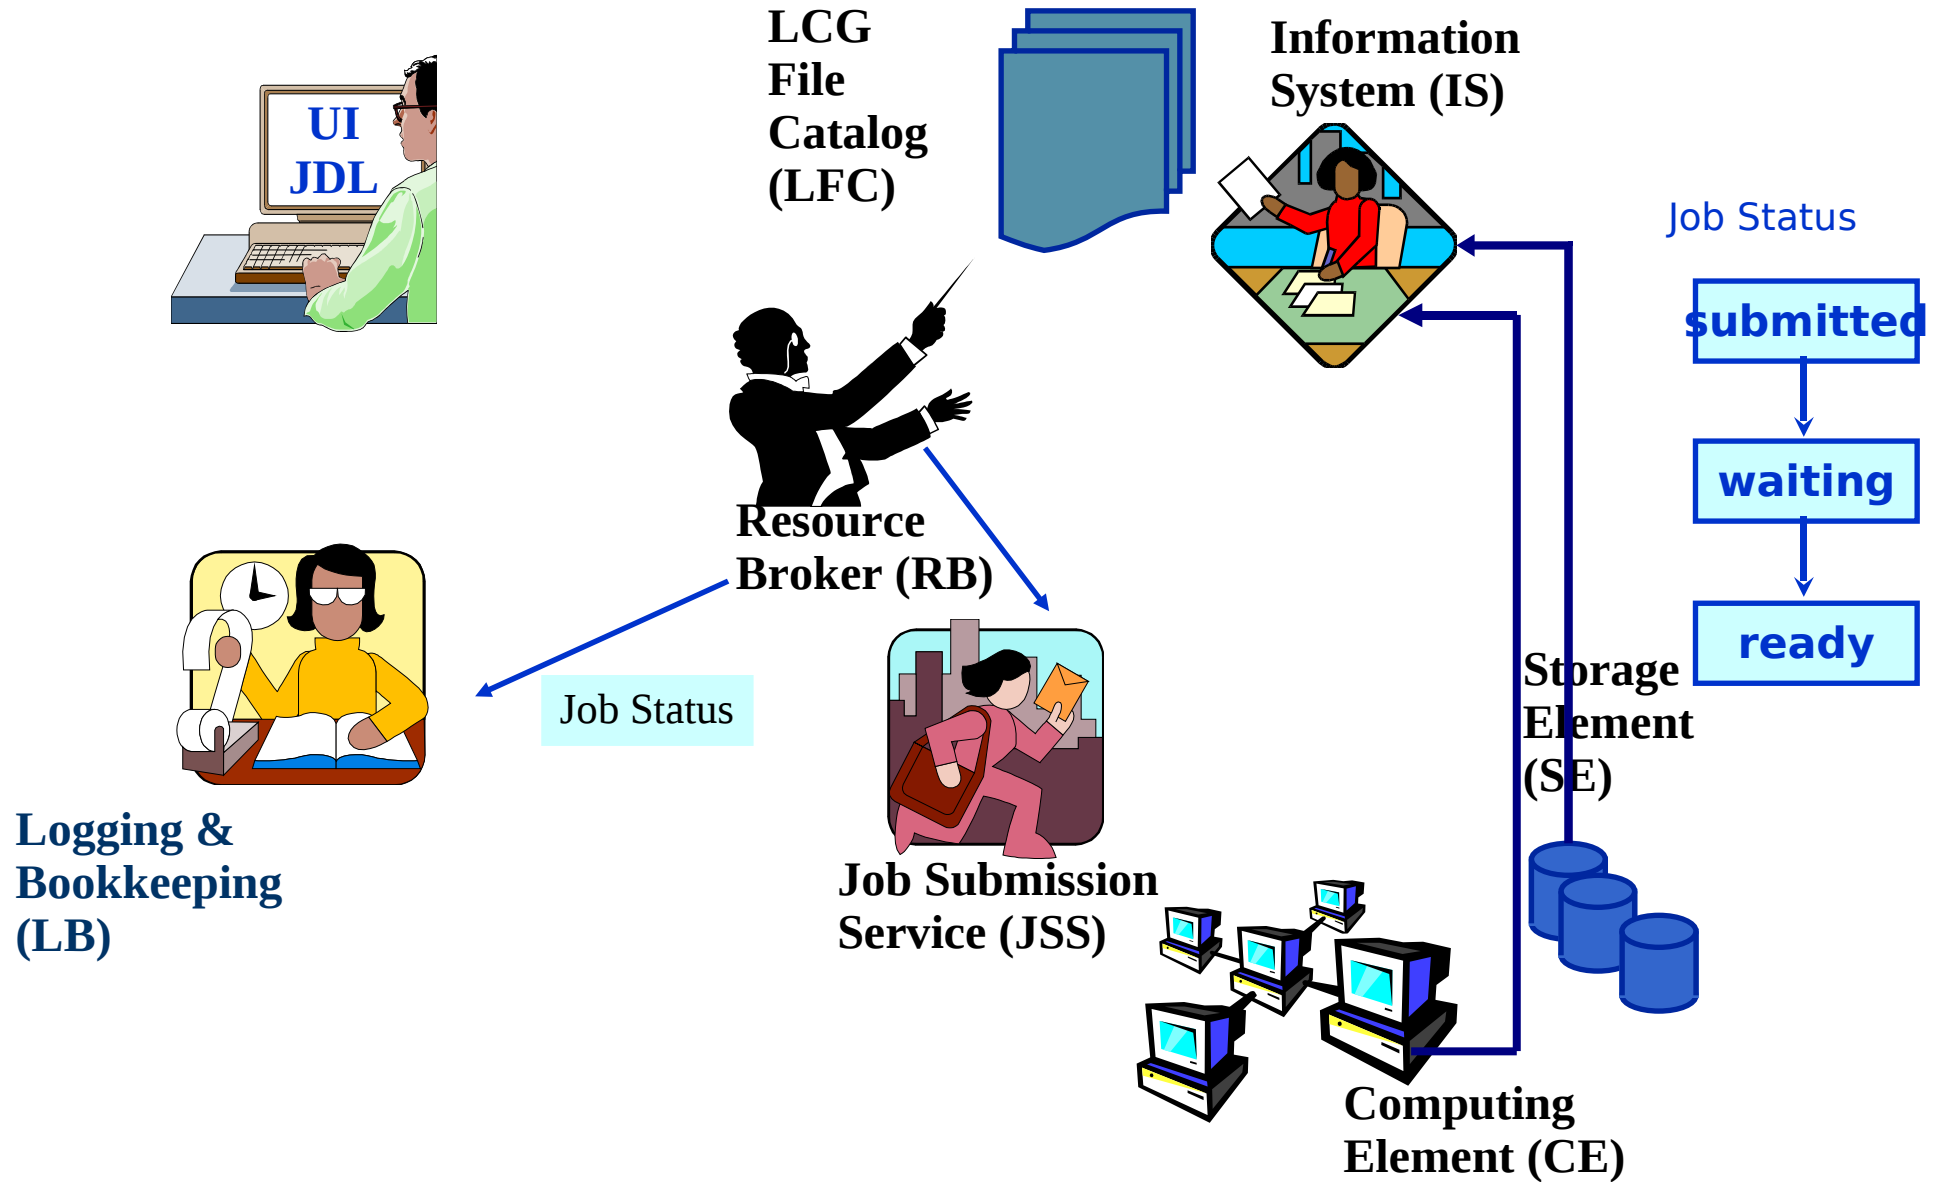 UI
JDL
LCG
File
Catalog
(LFC)
Information
System (IS)
Job Status
submitted
waiting
ready
Resource
Broker (RB)
Job Status
Storage
Element
(SE)
Logging &
Bookkeeping
(LB)
Job Submission
Service (JSS)
Computing
Element (CE)